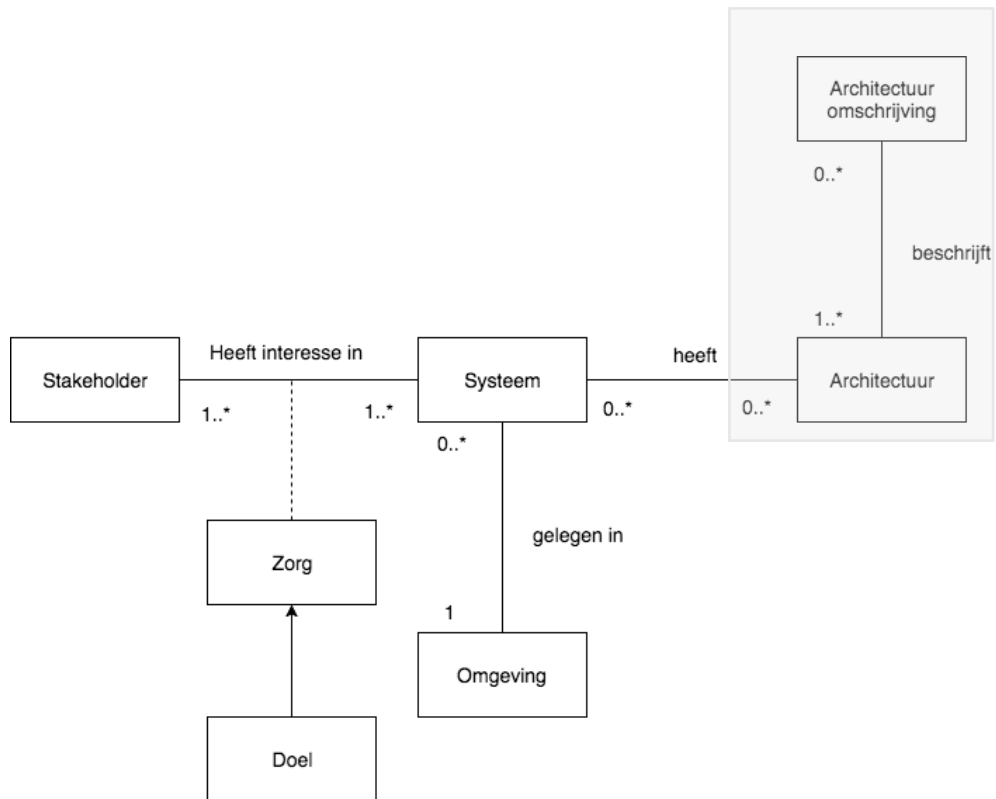 Architectuur
omschrijving
0..*
beschrijft
1..*
Heeft interesse in
heeft
Stakeholder
Systeem
Architectuur
1..*
1..*
0..*
0..*
0..*
gelegen in
Zorg
1
Omgeving
Doel